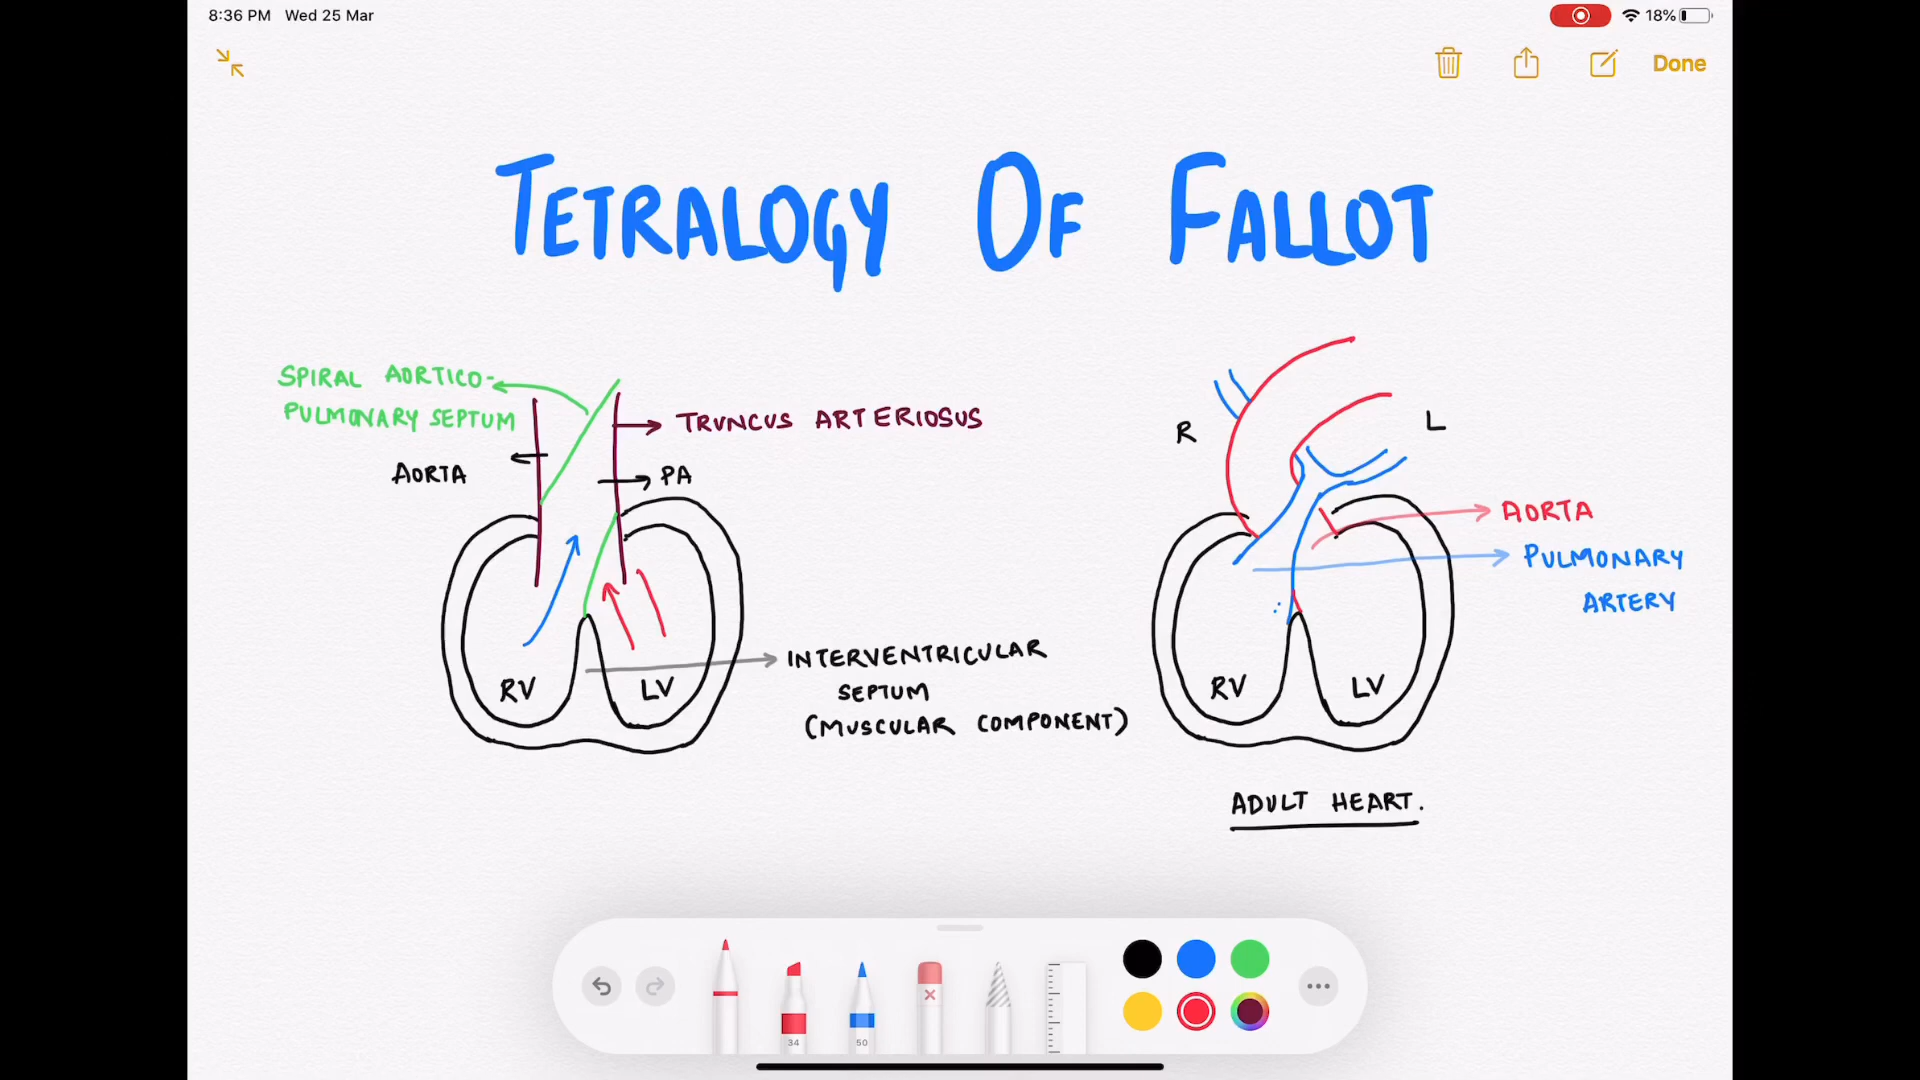 8:36 PM Wed 25 Mar
18%
Done
TETRALOGY OF FALLOT
SPIRAL AORTICO-
PULMONARY SEPTUM
TRUNCUS ARTERIOSUS
AORTA
PA
RV
LV
INTERVENTRICULAR
SEPTUM
(MUSCULAR COMPONENT)
R
L
AORTA
PULMONARY
ARTERY
RV
LV
ADULT HEART.
34
50